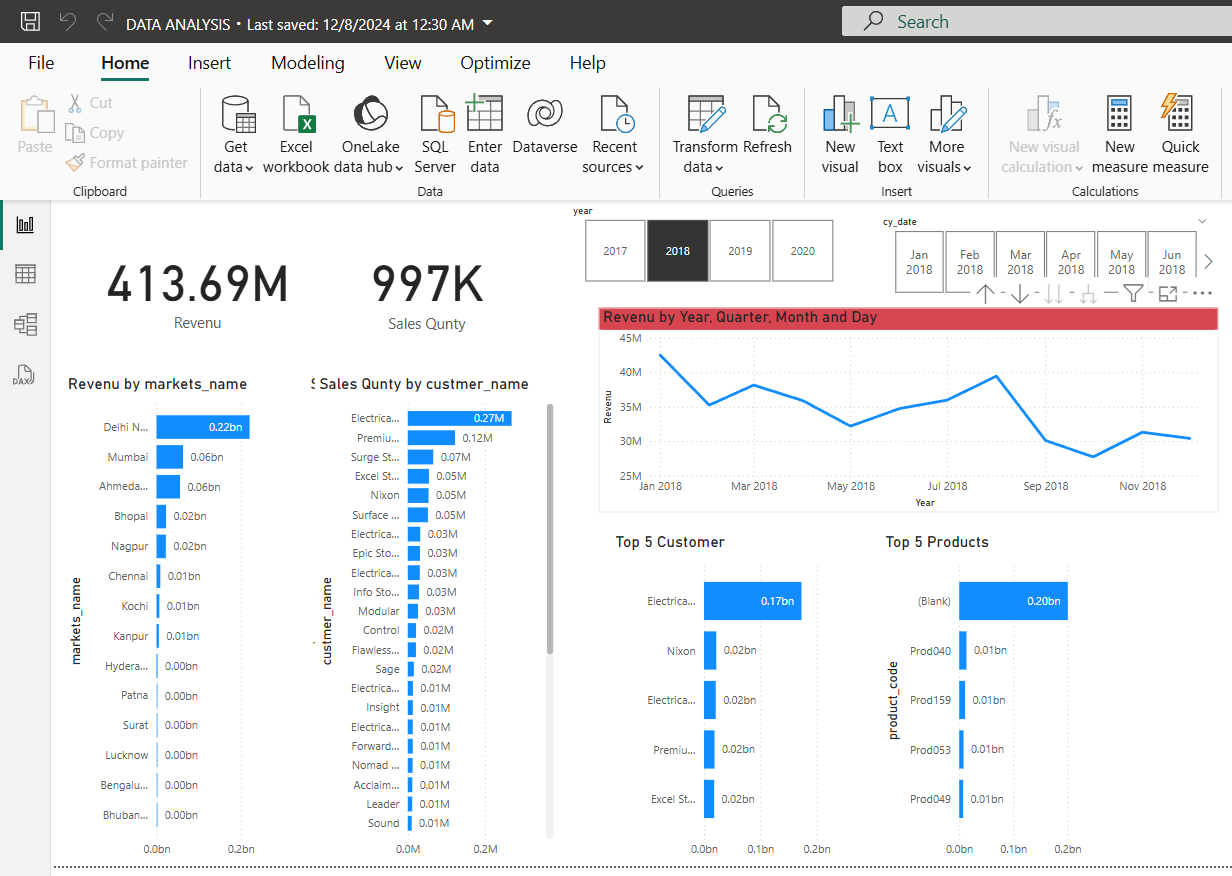 DATA ANALYSIS • Last saved: 12/8/2024 at 12:30 AM
Search
File Home Insert Modeling View Optimize Help
Paste
Cut
Copy
Format painter
Clipboard
Get data
Excel workbook
OneLake data hub
SQL Server
Enter data
Dataverse
Recent sources
Data
Transform data
Refresh
Queries
New visual
Text box
More visuals
Insert
New visual calculation
New measure
Quick measure
Calculations
DAX
413.69M
Revenu
997K
Sales Qunty
year
2017 2018 2019 2020
cy_date
Jan 2018
Feb 2018
Mar 2018
Apr 2018
May 2018
Jun 2018
Revenu by Year, Quarter, Month and Day
Revenu
45M
40M
35M
30M
25M
Jan 2018 Mar 2018 May 2018 Jul 2018 Sep 2018 Nov 2018
Year
Revenu by markets_name
markets_name
Delhi N... 0.22bn
Mumbai 0.06bn
Ahmeda... 0.06bn
Bhopal 0.02bn
Nagpur 0.02bn
Chennai 0.01bn
Kochi 0.01bn
Kanpur 0.01bn
Hydera... 0.00bn
Patna 0.00bn
Surat 0.00bn
Lucknow 0.00bn
Bengalu... 0.00bn
Bhuban... 0.00bn
0.0bn 0.2bn
Sales Qunty by custmer_name
custmer_name
Electrica... 0.27M
Premiu... 0.12M
Surge St... 0.07M
Excel St... 0.05M
Nixon 0.05M
Surface ... 0.05M
Electrica... 0.03M
Epic Sto... 0.03M
Electrica... 0.03M
Info Sto... 0.03M
Modular 0.03M
Control 0.02M
Flawless... 0.02M
Sage 0.02M
Electrica... 0.01M
Insight 0.01M
Electrica... 0.01M
Forward... 0.01M
Nomad ... 0.01M
Acclaim... 0.01M
Leader 0.01M
Sound 0.01M
0.0M 0.2M
Top 5 Customer
Electrica... 0.17bn
Nixon 0.02bn
Electrica... 0.02bn
Premiu... 0.02bn
Excel St... 0.02bn
0.0bn 0.1bn 0.2bn
Top 5 Products
product_code
(Blank) 0.20bn
Prod040 0.01bn
Prod159 0.01bn
Prod053 0.01bn
Prod049 0.01bn
0.0bn 0.1bn 0.2bn